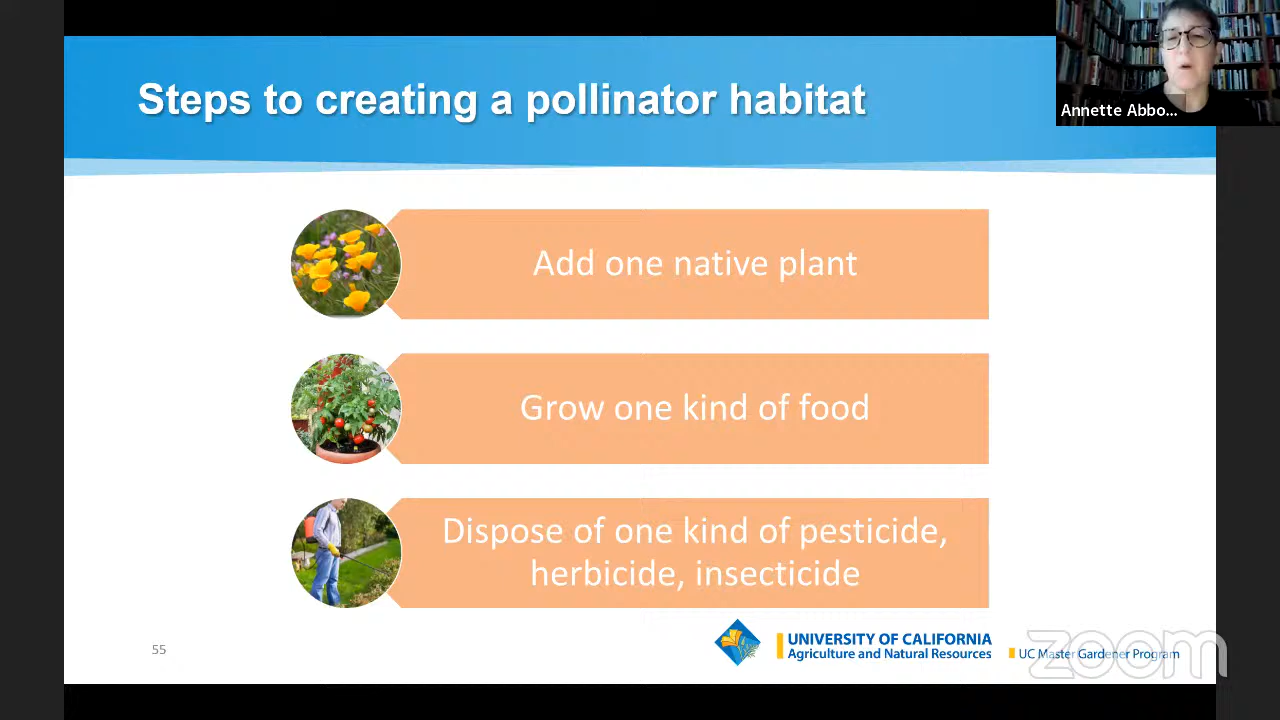 Steps to creating a pollinator habitat
Annette Abbo...
Add one native plant
Grow one kind of food
Dispose of one kind of pesticide,
herbicide, insecticide
55
UNIVERSITY OF CALIFORNIA
Agriculture and Natural Resources
UC Master Gardener Program
zoom